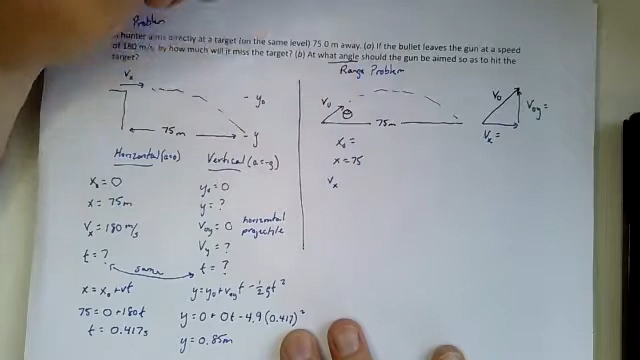 Problem
hunter aims directly at a target (on the same level) 75.0 m away. (a) If the bullet leaves the gun at a speed
of 180 m/s, by how much will it miss the target? (b) At what angle should the gun be aimed so as to hit the
target?
Range Problem
Vx
- y₀
75m
- y
Horizontal (a=0)
Vertical (a=-g)
x₀ = 0
x = 75m
Vx = 180 m/s
t = ?
same
y₀ = 0
y = ?
V₀y = 0 horizontal
projectile
Vy = ?
t = ?
x = x₀ + vt
75 = 0 + 180t
t = 0.417s
y = y₀ + v₀y t - ½gt²
y = 0 + 0t - 4.9(0.417)²
y = 0.85m
V₀
θ
75m
V₀
V₀y =
Vx =
x₀ =
x = 75
Vx